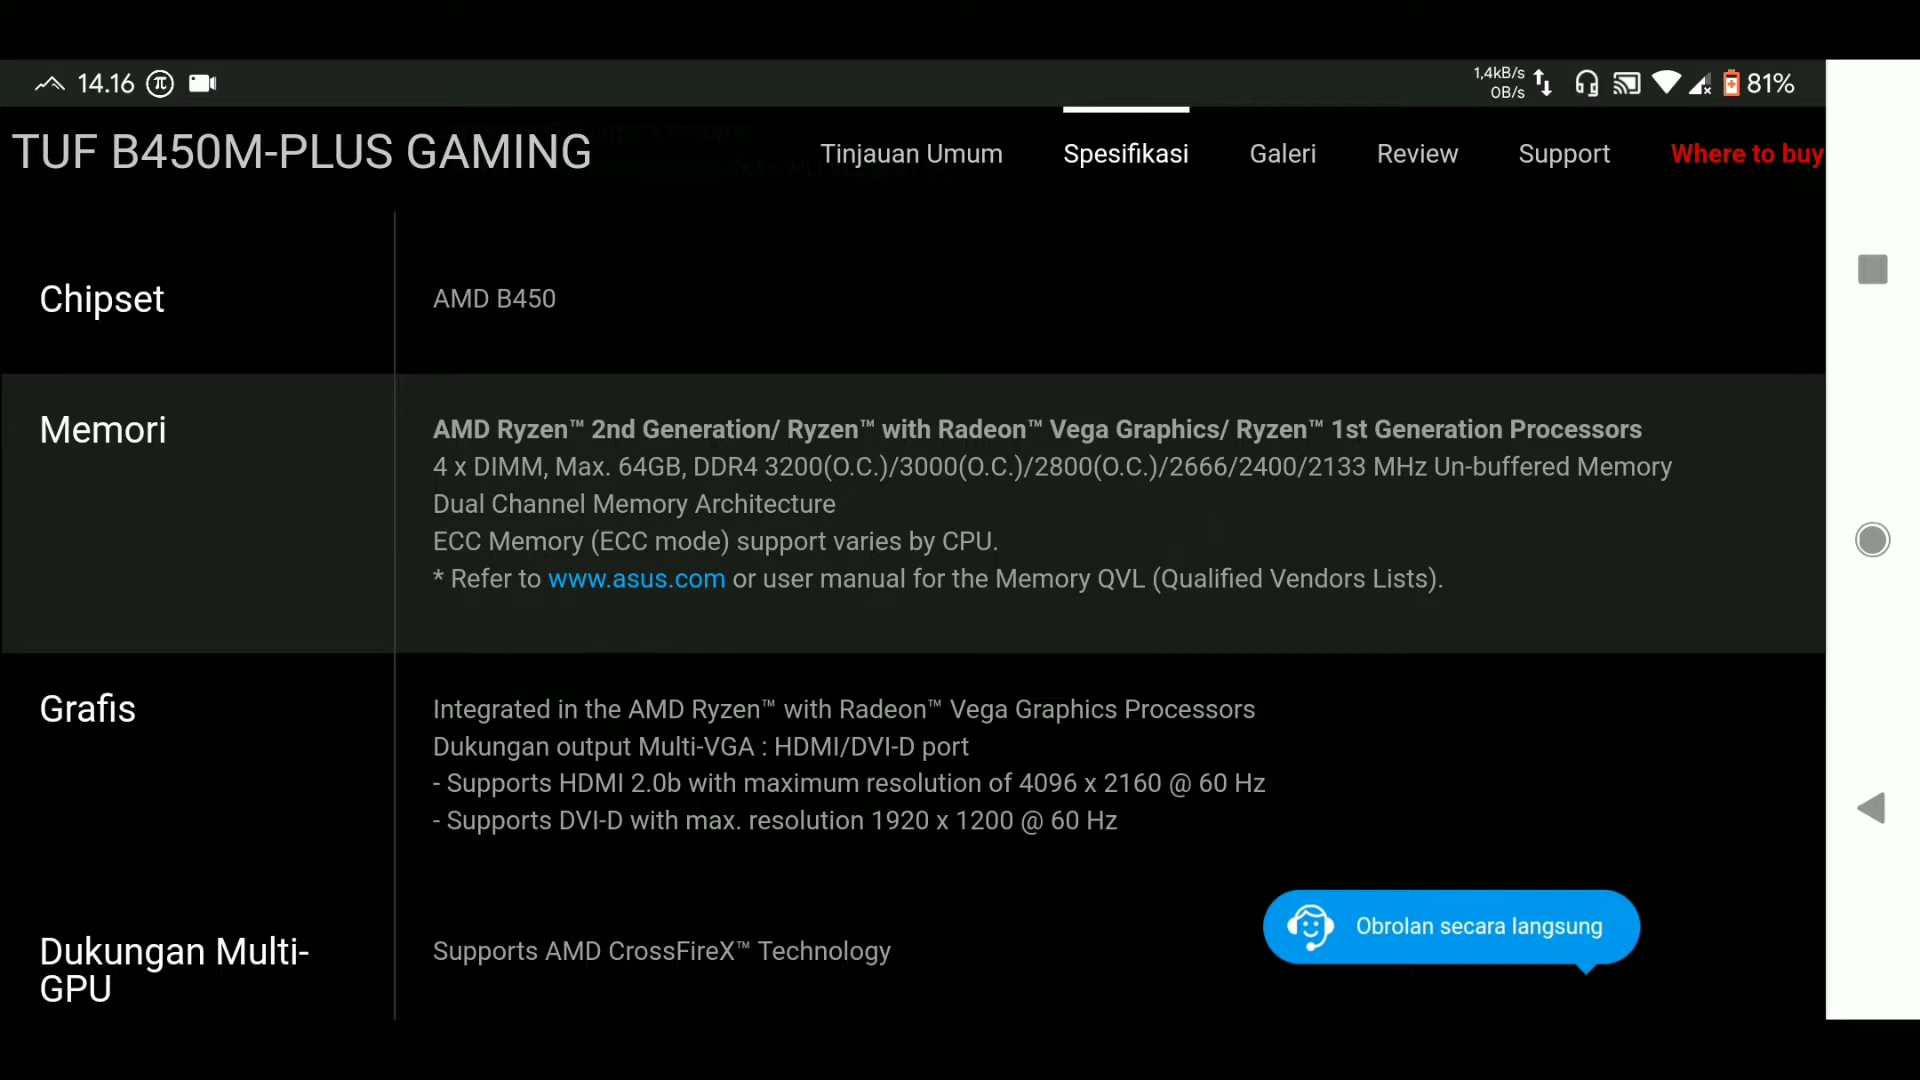 14.16
1,4kB/s
0B/s
81%
TUF B450M-PLUS GAMING
Tinjauan Umum
Spesifikasi
Galeri
Review
Support
Where to buy
Chipset
AMD B450
Memori
AMD Ryzen™ 2nd Generation/ Ryzen™ with Radeon™ Vega Graphics/ Ryzen™ 1st Generation Processors
4 x DIMM, Max. 64GB, DDR4 3200(O.C.)/3000(O.C.)/2800(O.C.)/2666/2400/2133 MHz Un-buffered Memory
Dual Channel Memory Architecture
ECC Memory (ECC mode) support varies by CPU.
* Refer to www.asus.com or user manual for the Memory QVL (Qualified Vendors Lists).
Grafis
Integrated in the AMD Ryzen™ with Radeon™ Vega Graphics Processors
Dukungan output Multi-VGA : HDMI/DVI-D port
- Supports HDMI 2.0b with maximum resolution of 4096 x 2160 @ 60 Hz
- Supports DVI-D with max. resolution 1920 x 1200 @ 60 Hz
Dukungan Multi-
GPU
Supports AMD CrossFireX™ Technology
Obrolan secara langsung